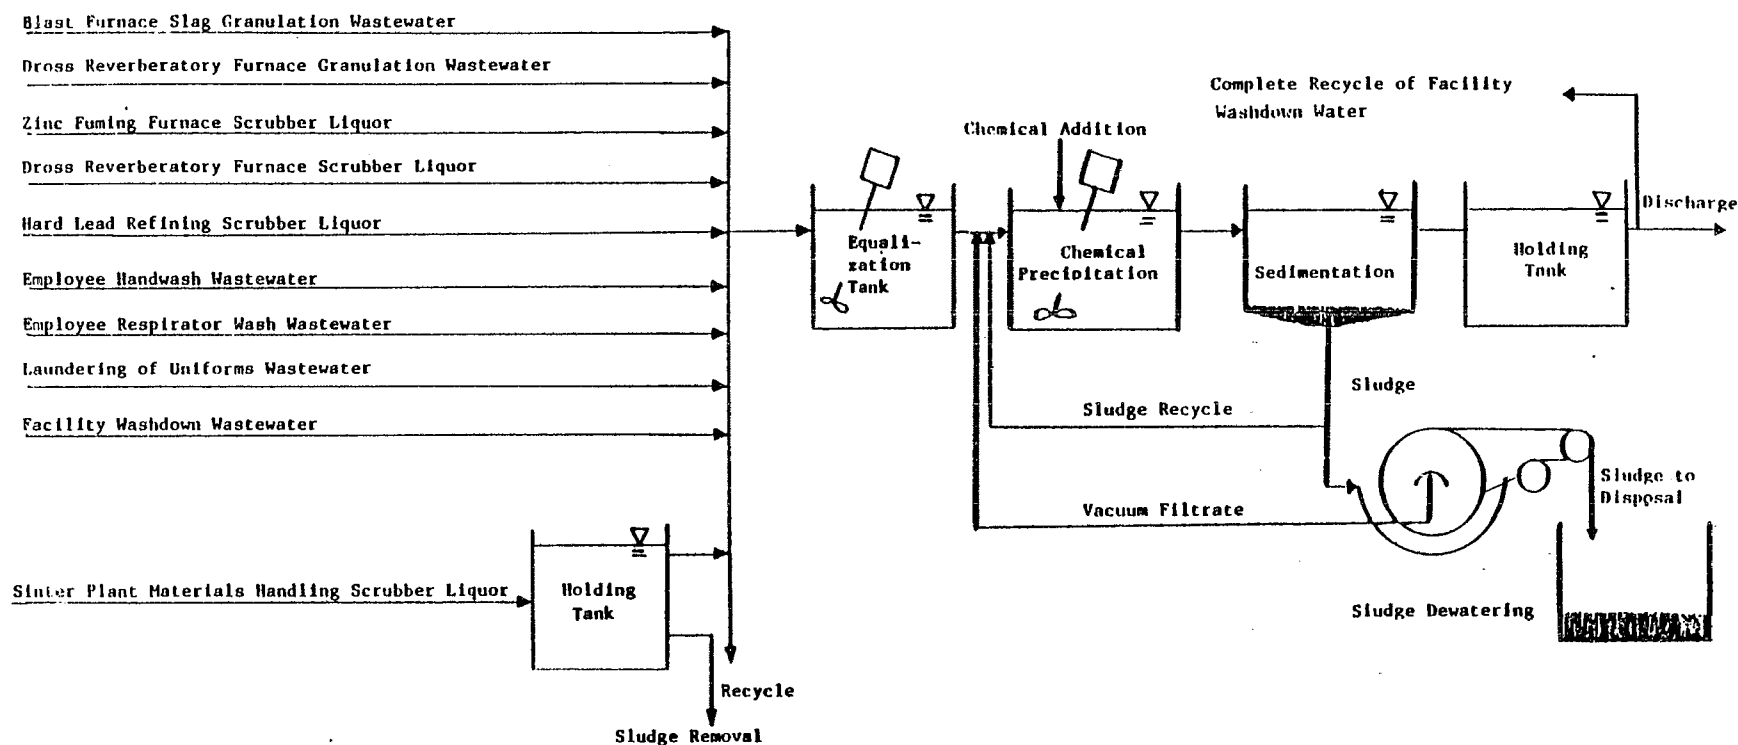 Blast Furnace Slag Granulation Wastewater
Dross Reverberatory Furnace Granulation Wastewater
Zinc Fuming Furnace Scrubber Liquor
Dross Reverberatory Furnace Scrubber Liquor
Hard Lead Refining Scrubber Liquor
Employee Handwash Wastewater
Employee Respirator Wash Wastewater
Laundering of Uniforms Wastewater
Facility Washdown Wastewater
Sinter Plant Materials Handling Scrubber Liquor
Holding
Tank
Recycle
Sludge Removal
Equali-
zation
Tank
Chemical Addition
Chemical
Precipitation
Sedimentation
Complete Recycle of Facility
Washdown Water
Holding
Tank
Discharge
Sludge
Sludge Recycle
Vacuum Filtrate
Sludge to
Disposal
Sludge Dewatering